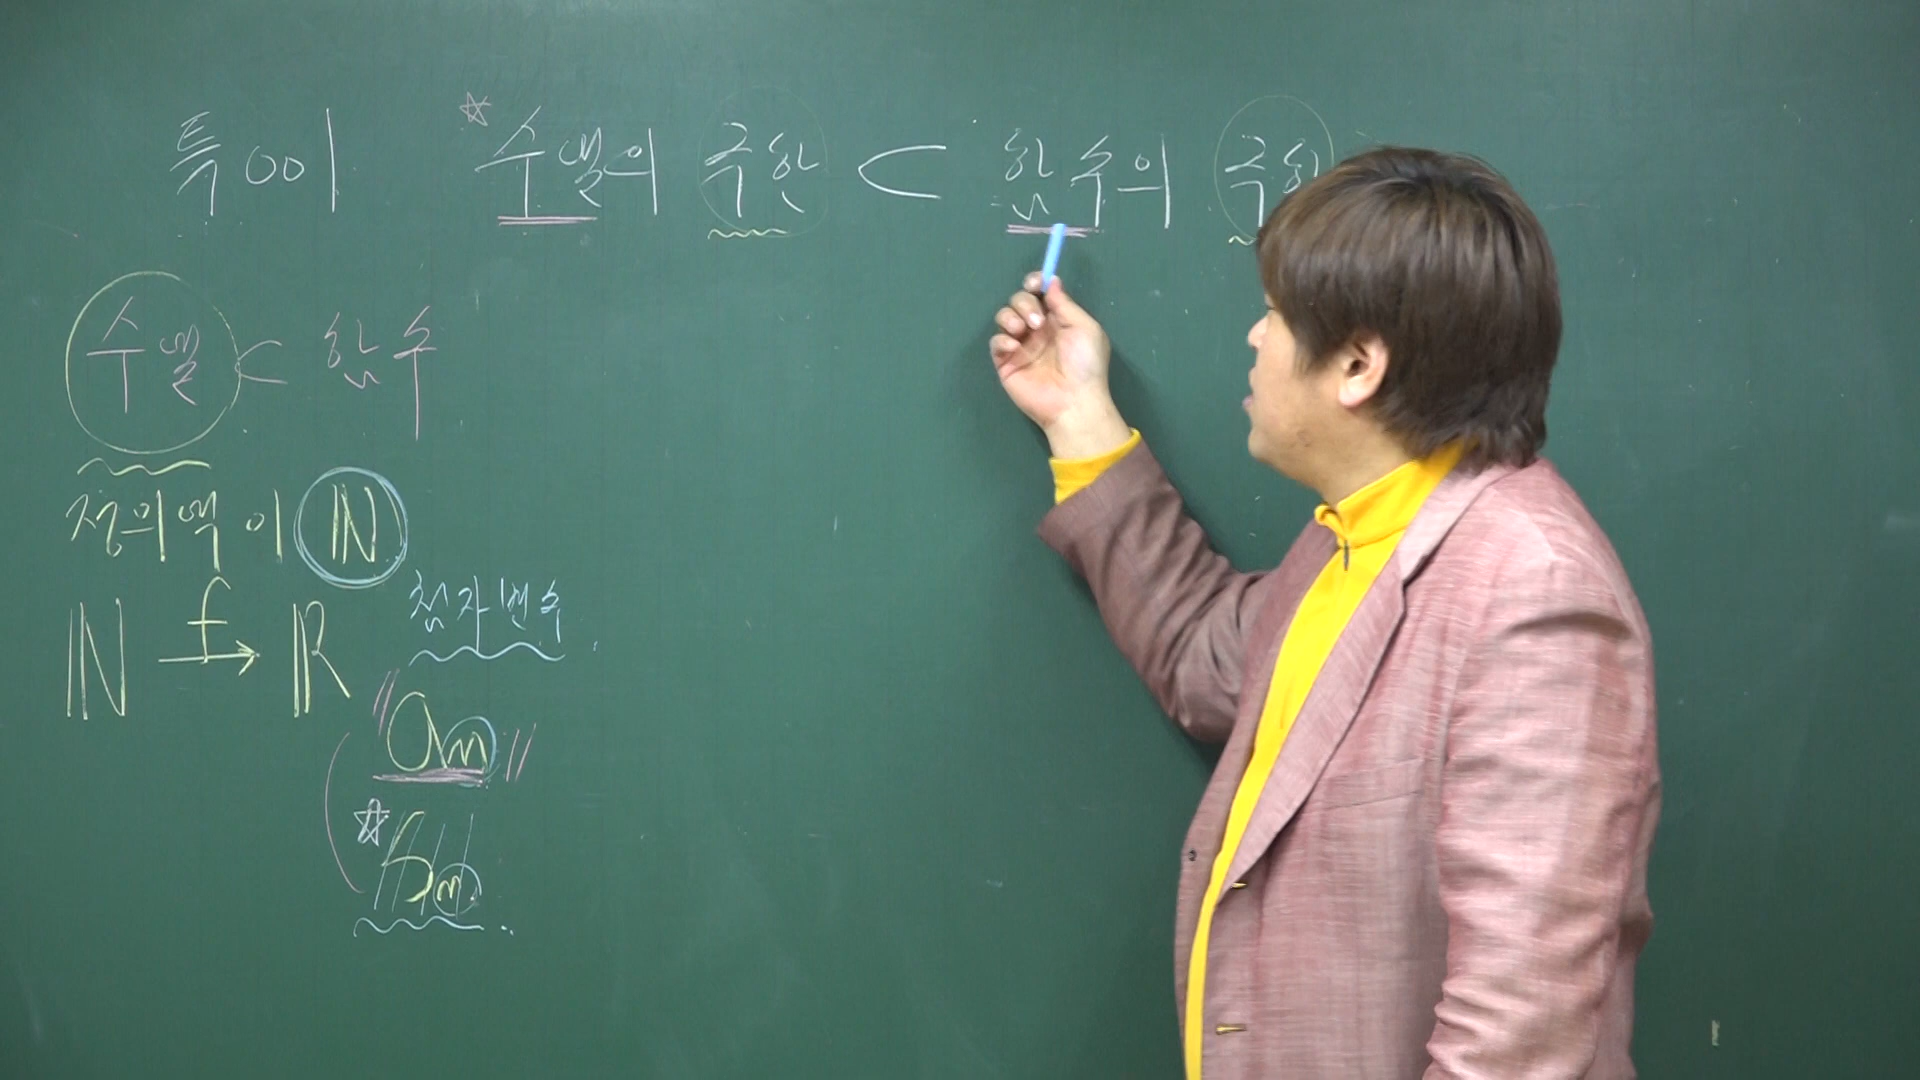 특이 수열의 극한 ⊂ 함수의 극한
수열 ⊂ 함수
정의역이 ℕ
ℕ f→ ℝ 첨자변수
"aₙ"
Sₙ